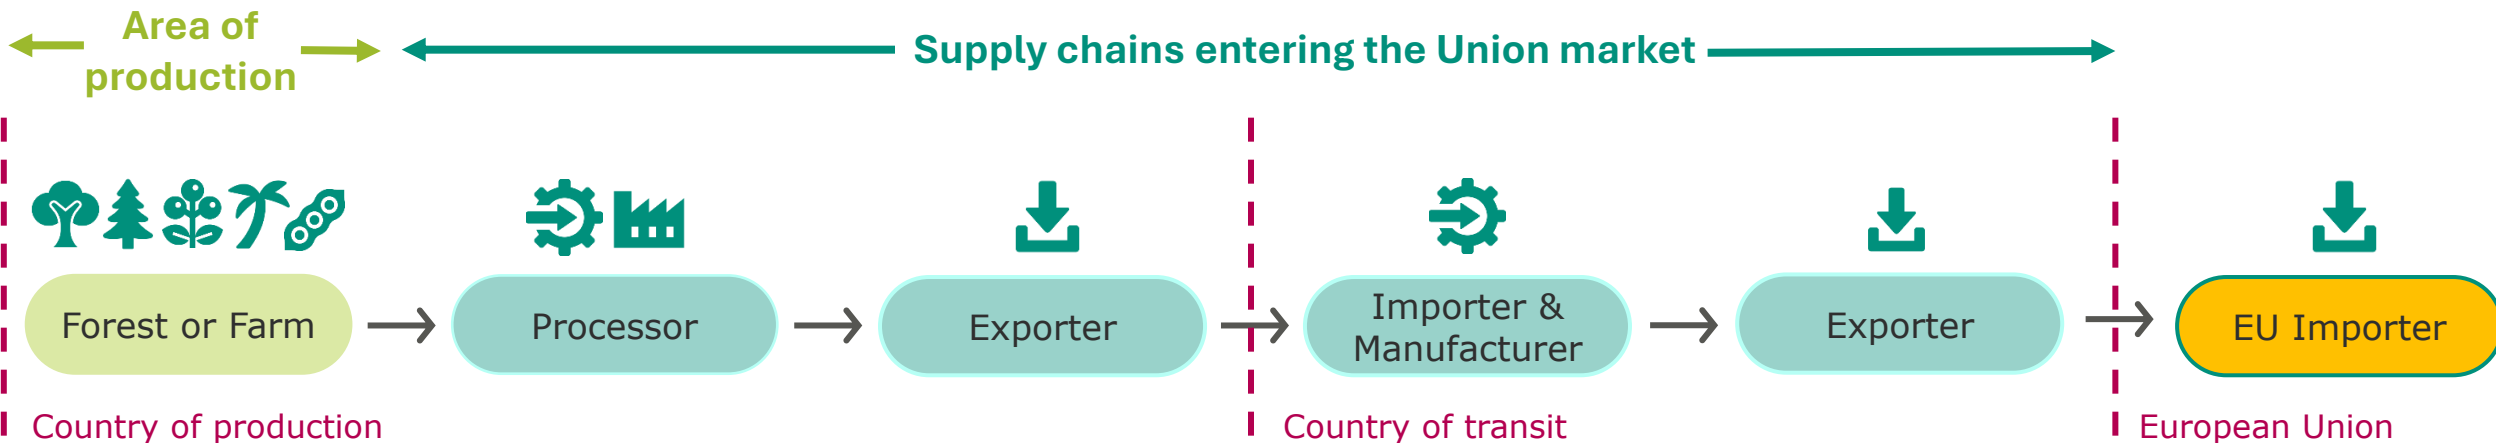 Area of
production
Supply chains entering the Union market
Forest or Farm
Processor
Exporter
Importer &
Manufacturer
Exporter
EU Importer
Country of production
Country of transit
European Union